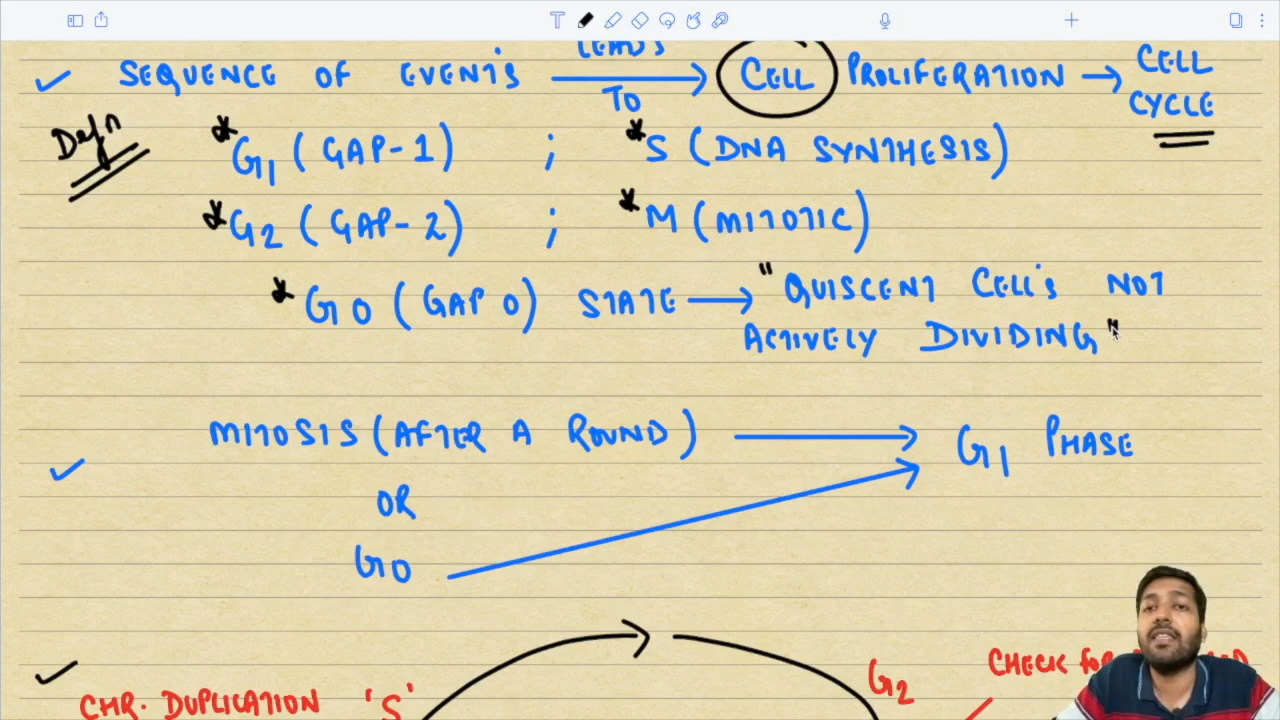 LEADS
SEQUENCE OF EVENTS → CELL PROLIFERATION → CELL CYCLE
TO
Defn
* G1 (GAP-1) ; * S (DNA SYNTHESIS)
* G2 (GAP-2) ; * M (MITOTIC)
* G0 (GAP 0) STATE → "QUISCENT CELL's NOT
ACTIVELY DIVIDING"
MITOSIS (AFTER A ROUND) → G1 PHASE
OR
G0
CHECK FOR
G2
CHR. DUPLICATION 'S'